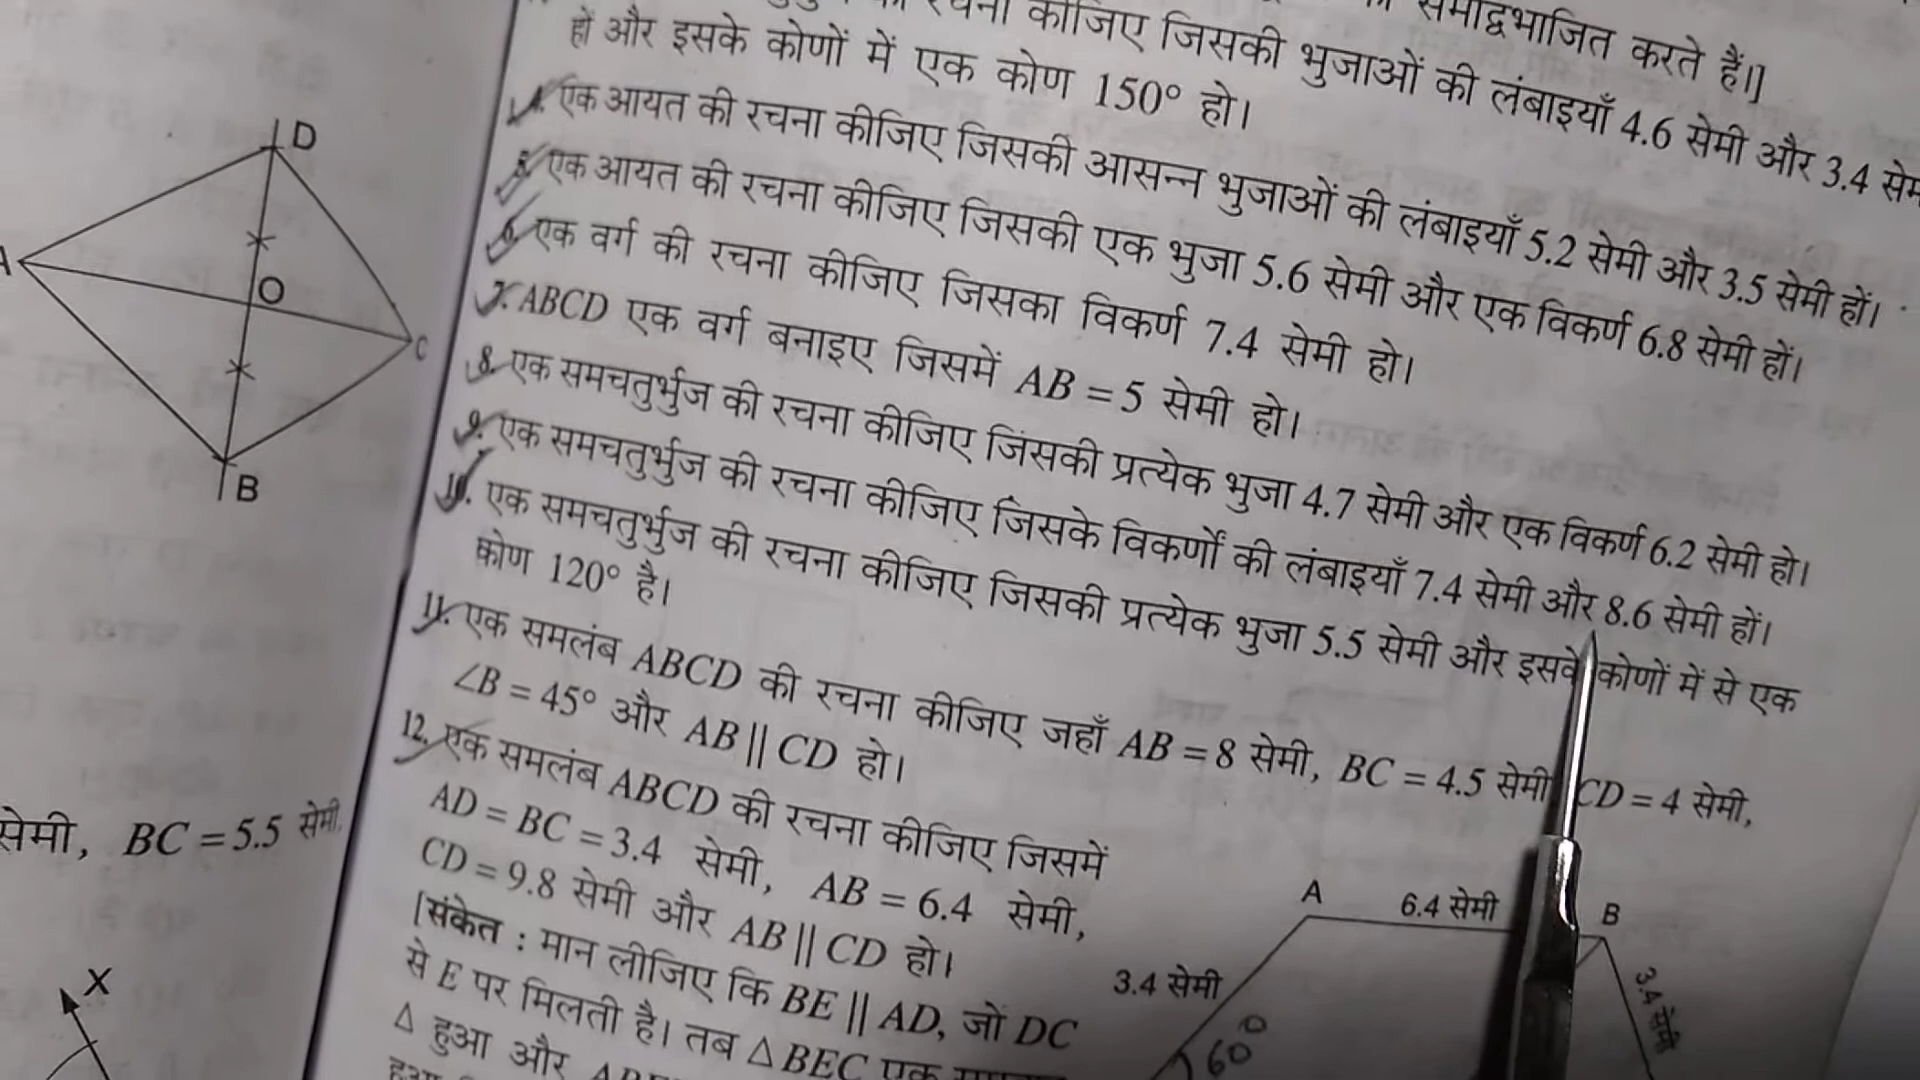 समाद्विभाजित करते हैं।]
रचना कीजिए जिसकी भुजाओं की लंबाइयाँ 4.6 सेमी और 3.4 सेमी
हो और इसके कोणों में एक कोण 150° हो।
4. एक आयत की रचना कीजिए जिसकी आसन्न भुजाओं की लंबाइयाँ 5.2 सेमी और 3.5 सेमी हों।
5. एक आयत की रचना कीजिए जिसकी एक भुजा 5.6 सेमी और एक विकर्ण 6.8 सेमी हों।
6. एक वर्ग की रचना कीजिए जिसका विकर्ण 7.4 सेमी हो।
7. ABCD एक वर्ग बनाइए जिसमें AB = 5 सेमी हो।
8. एक समचतुर्भुज की रचना कीजिए जिसकी प्रत्येक भुजा 4.7 सेमी और एक विकर्ण 6.2 सेमी हो।
9. एक समचतुर्भुज की रचना कीजिए जिसके विकर्णों की लंबाइयाँ 7.4 सेमी और 8.6 सेमी हों।
10. एक समचतुर्भुज की रचना कीजिए जिसकी प्रत्येक भुजा 5.5 सेमी और इसके कोणों में से एक
कोण 120° है।
11. एक समलंब ABCD की रचना कीजिए जहाँ AB = 8 सेमी, BC = 4.5 सेमी, CD = 4 सेमी,
∠B = 45° और AB || CD हो।
12. एक समलंब ABCD की रचना कीजिए जिसमें
AD = BC = 3.4 सेमी, AB = 6.4 सेमी,
CD = 9.8 सेमी और AB || CD हो।
[संकेत : मान लीजिए कि BE || AD, जो DC
से E पर मिलती है। तब △BEC एक
△ हुआ और
D
A
O
C
B
सेमी, BC = 5.5 सेमी,
X
A
6.4 सेमी
B
3.4 सेमी
3.4 सेमी
60°